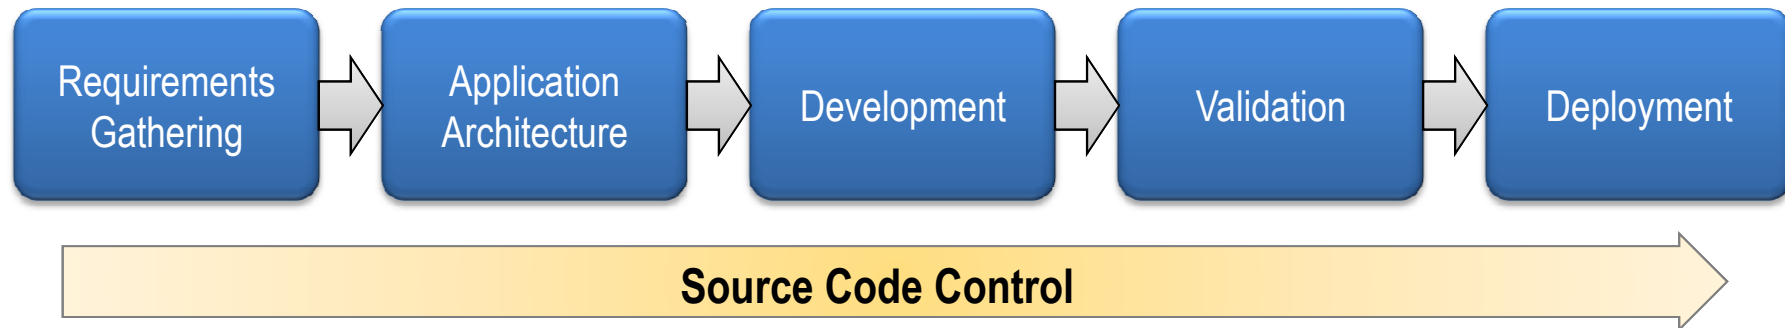 Requirements
Gathering
Application
Architecture
Development
Validation
Deployment
Source Code Control